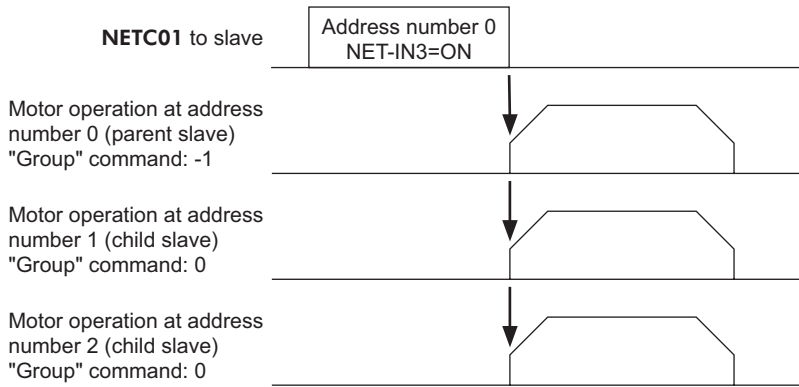 NETC01 to slave
Address number 0
NET-IN3=ON
Motor operation at address
number 0 (parent slave)
"Group" command: -1
Motor operation at address
number 1 (child slave)
"Group" command: 0
Motor operation at address
number 2 (child slave)
"Group" command: 0